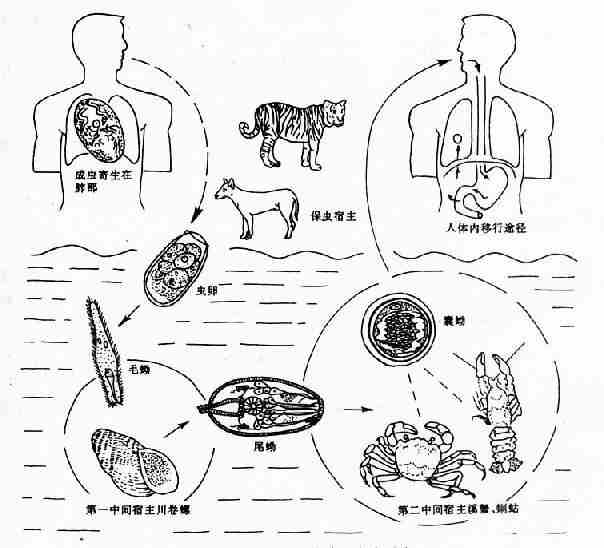 成虫寄生在
肺部
保虫宿主
人体内移行途径
虫卵
囊蚴
毛蚴
尾蚴
第一中间宿主川卷螺
第二中间宿主溪蟹、蝲蛄